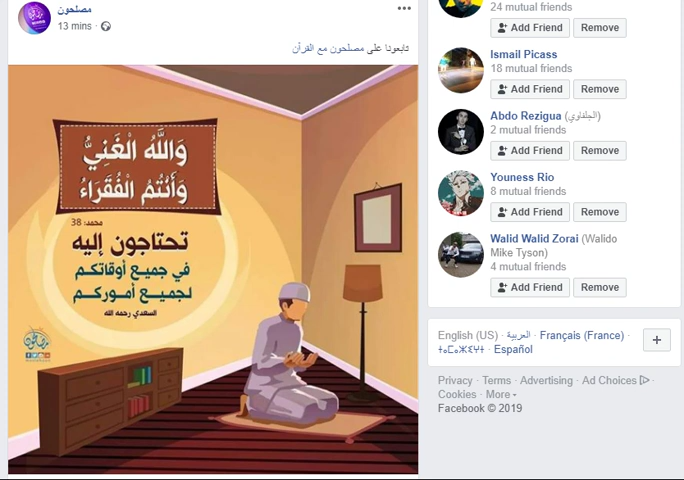 مصلحون
13 mins ·
تابعونا على مصلحون مع القرآن
وَاللَّهُ الْغَنِيُّ
وَأَنْتُمُ الْفُقَرَاءُ
محمد: 38
تحتاجون إليه
في جميع أوقاتكم
لجميع أموركم
السعدي رحمه الله
24 mutual friends
Add Friend Remove
Ismail Picass
18 mutual friends
Add Friend Remove
Abdo Rezigua (الجلفاوي)
2 mutual friends
Add Friend Remove
Youness Rio
8 mutual friends
Add Friend Remove
Walid Walid Zorai (Walido
Mike Tyson)
4 mutual friends
Add Friend Remove
English (US) · العربية · Français (France) ·
ⵜⴰⵎⴰⵣⵉⵖⵜ · Español
Privacy · Terms · Advertising · Ad Choices ·
Cookies · More
Facebook © 2019